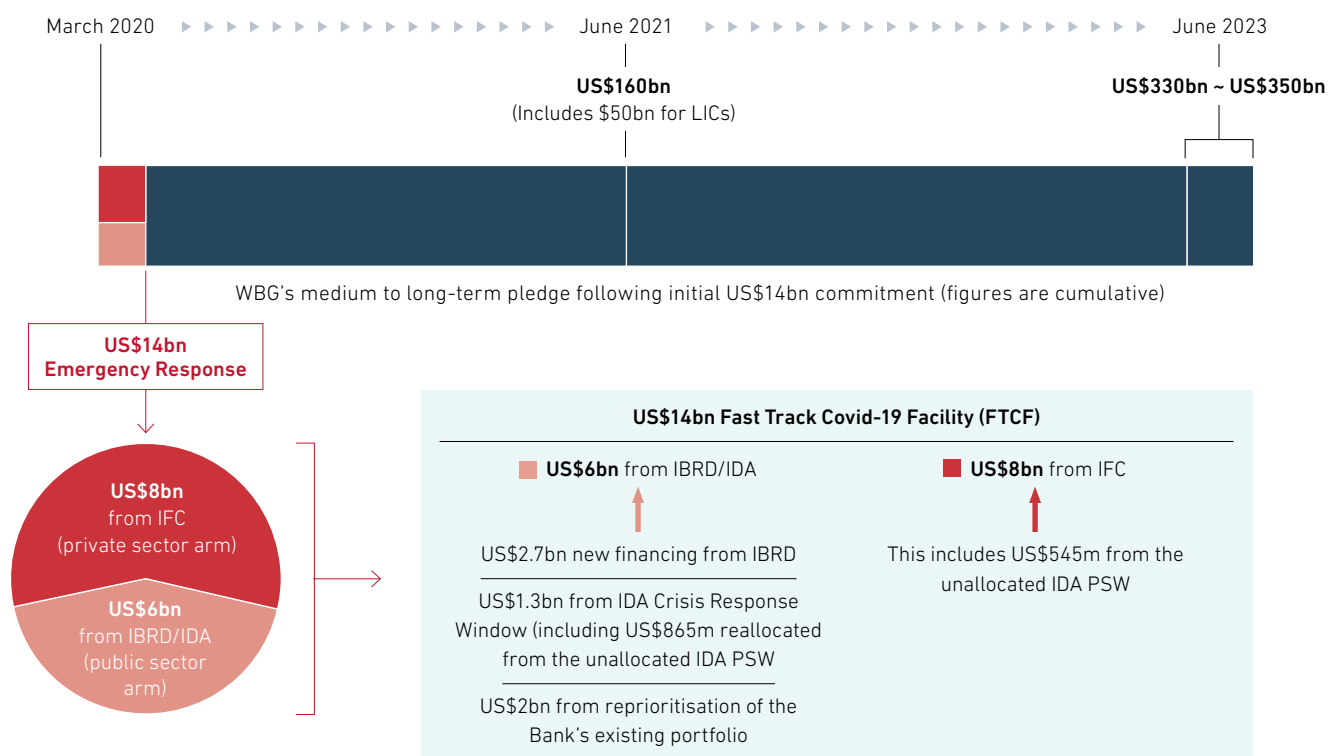 March 2020
June 2021
June 2023
US$160bn
(Includes $50bn for LICs)
US$330bn ~ US$350bn
WBG's medium to long-term pledge following initial US$14bn commitment (figures are cumulative)
US$14bn
Emergency Response
US$8bn
from IFC
(private sector arm)
US$6bn
from IBRD/IDA
(public sector
arm)
US$14bn Fast Track Covid-19 Facility (FTCF)
US$6bn from IBRD/IDA
US$2.7bn new financing from IBRD
US$1.3bn from IDA Crisis Response
Window (including US$865m reallocated
from the unallocated IDA PSW
US$2bn from reprioritisation of the
Bank's existing portfolio
US$8bn from IFC
This includes US$545m from the
unallocated IDA PSW